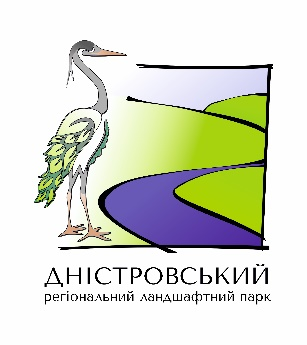 ДНІСТРОВСЬКИЙ
регіональний ландшафтний парк